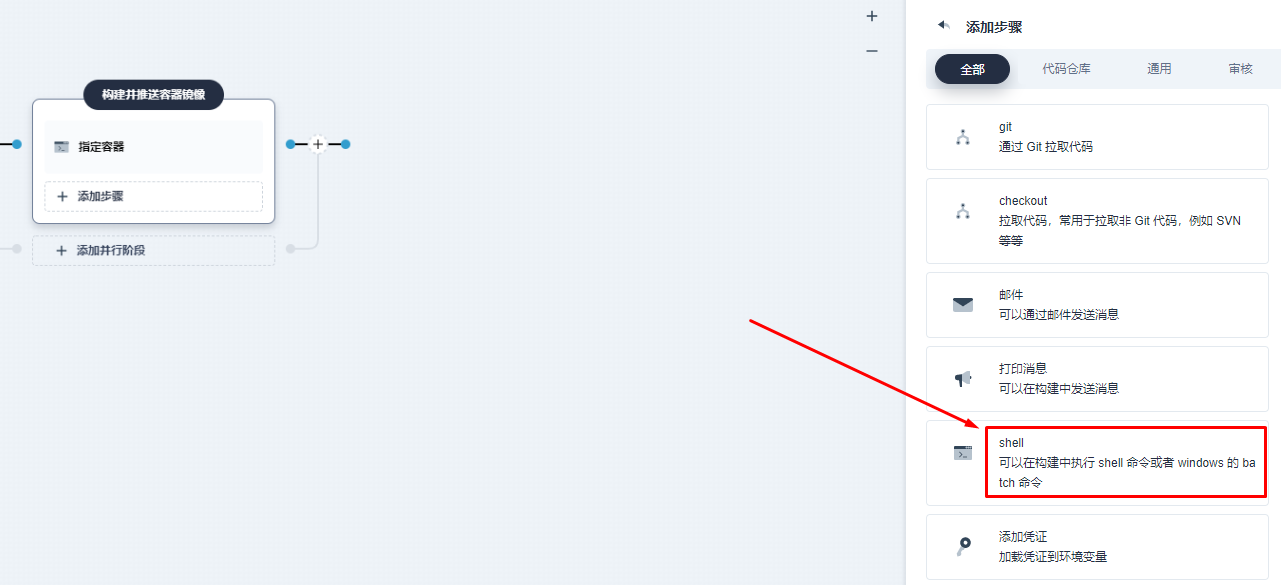 构建并推送容器镜像
指定容器
添加步骤
添加并行阶段
添加步骤
全部 代码仓库 通用 审核
git
通过 Git 拉取代码
checkout
拉取代码，常用于拉取非 Git 代码，例如 SVN
等等
邮件
可以通过邮件发送消息
打印消息
可以在构建中发送消息
shell
可以在构建中执行 shell 命令或者 windows 的 ba
tch 命令
添加凭证
加载凭证到环境变量